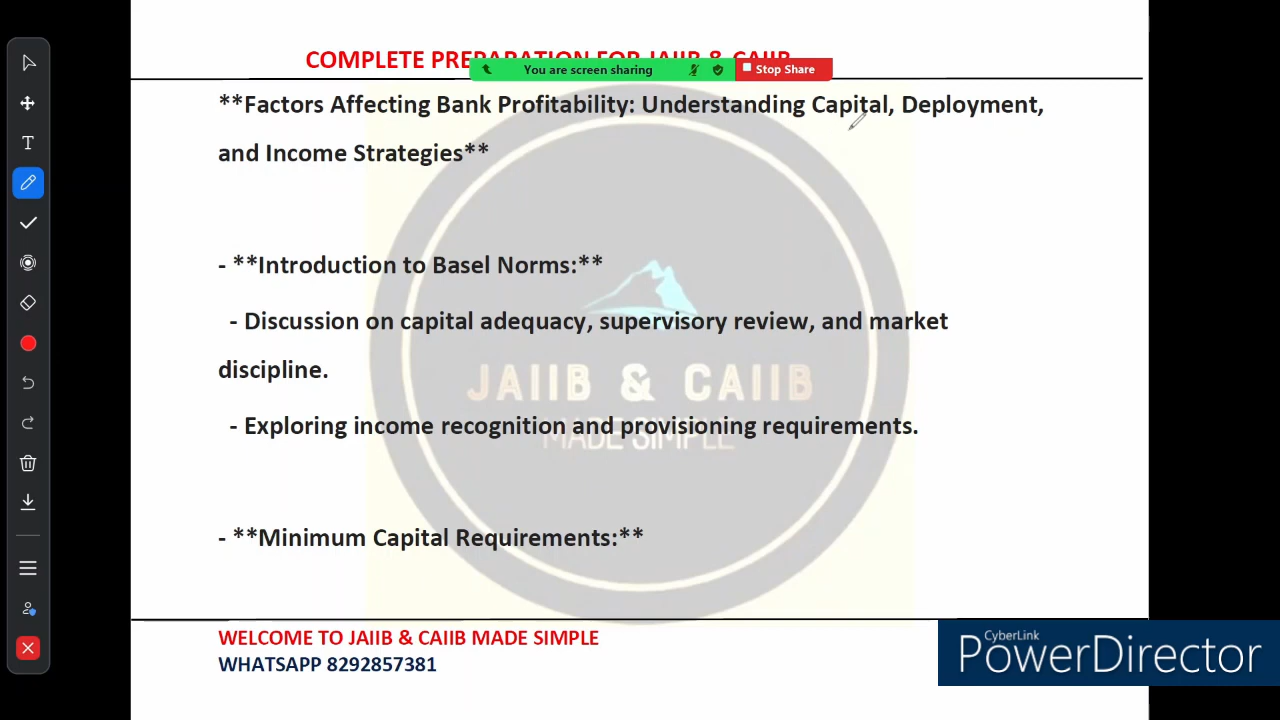 COMPLETE PREPARATION FOR JAIIB & CAIIB
You are screen sharing
Stop Share
**Factors Affecting Bank Profitability: Understanding Capital, Deployment,
and Income Strategies**
- **Introduction to Basel Norms:**
- Discussion on capital adequacy, supervisory review, and market
discipline.
JAIIB & CAIIB
- Exploring income recognition and provisioning requirements.
MADE SIMPLE
- **Minimum Capital Requirements:**
WELCOME TO JAIIB & CAIIB MADE SIMPLE
WHATSAPP 8292857381
CyberLink
PowerDirector
T